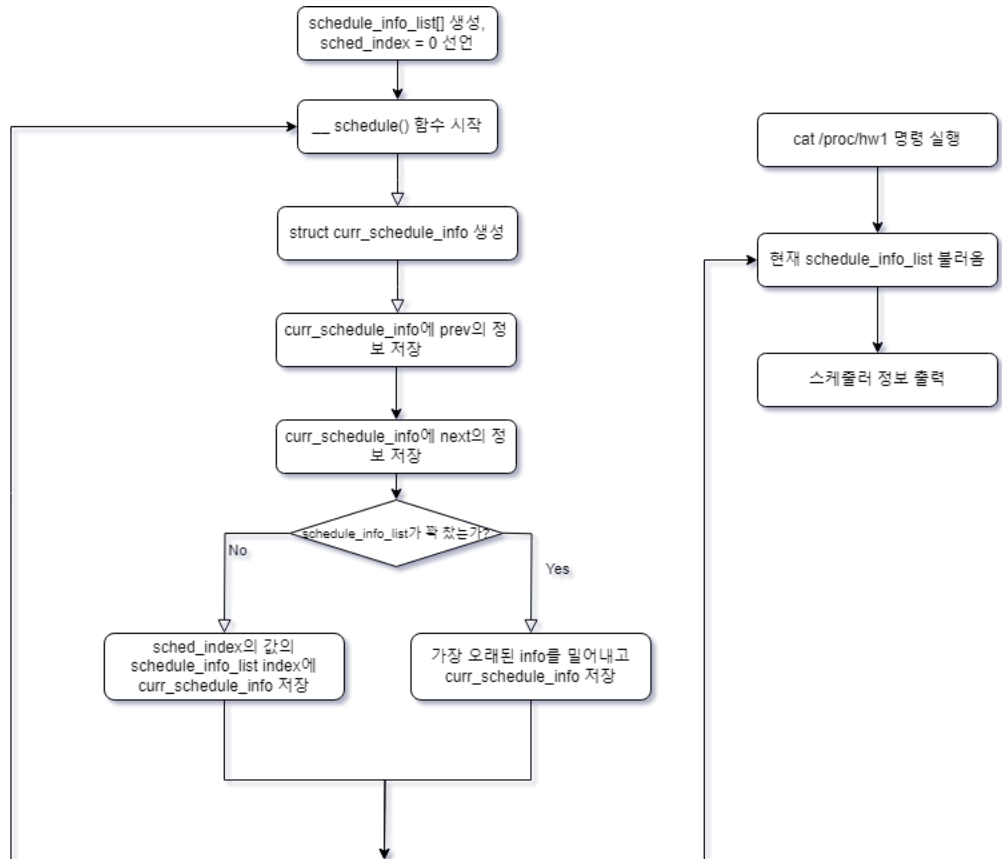 schedule_info_list[] 생성,
sched_index = 0 선언
__ schedule() 함수 시작
struct curr_schedule_info 생성
curr_schedule_info에 prev의 정
보 저장
curr_schedule_info에 next의 정
보 저장
schedule_info_list가 꽉 찼는가?
No
Yes
sched_index의 값의
schedule_info_list index에
curr_schedule_info 저장
가장 오래된 info를 밀어내고
curr_schedule_info 저장
cat /proc/hw1 명령 실행
현재 schedule_info_list 불러옴
스케줄러 정보 출력